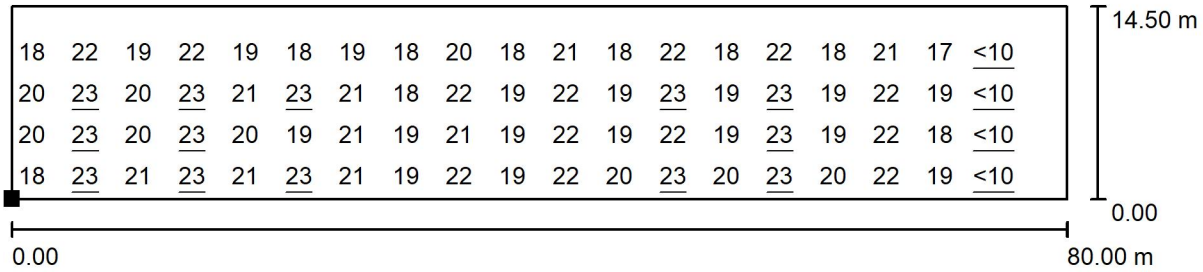 14.50 m
18 22 19 22 19 18 19 18 20 18 21 18 22 18 22 18 21 17 <10
20 23 20 23 21 23 21 18 22 19 22 19 23 19 23 19 22 19 <10
20 23 20 23 20 19 21 19 21 19 22 19 22 19 23 19 22 18 <10
18 23 21 23 21 23 21 19 22 19 22 20 23 20 23 20 22 19 <10
0.00
0.00 80.00 m